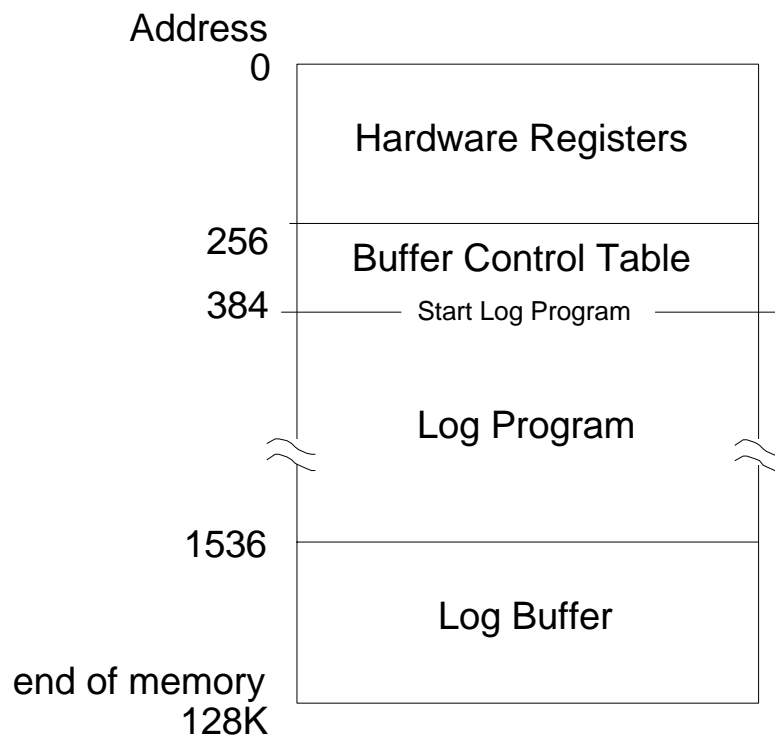 Address
0
Hardware Registers
256
Buffer Control Table
384
Start Log Program
Log Program
1536
Log Buffer
end of memory
128K